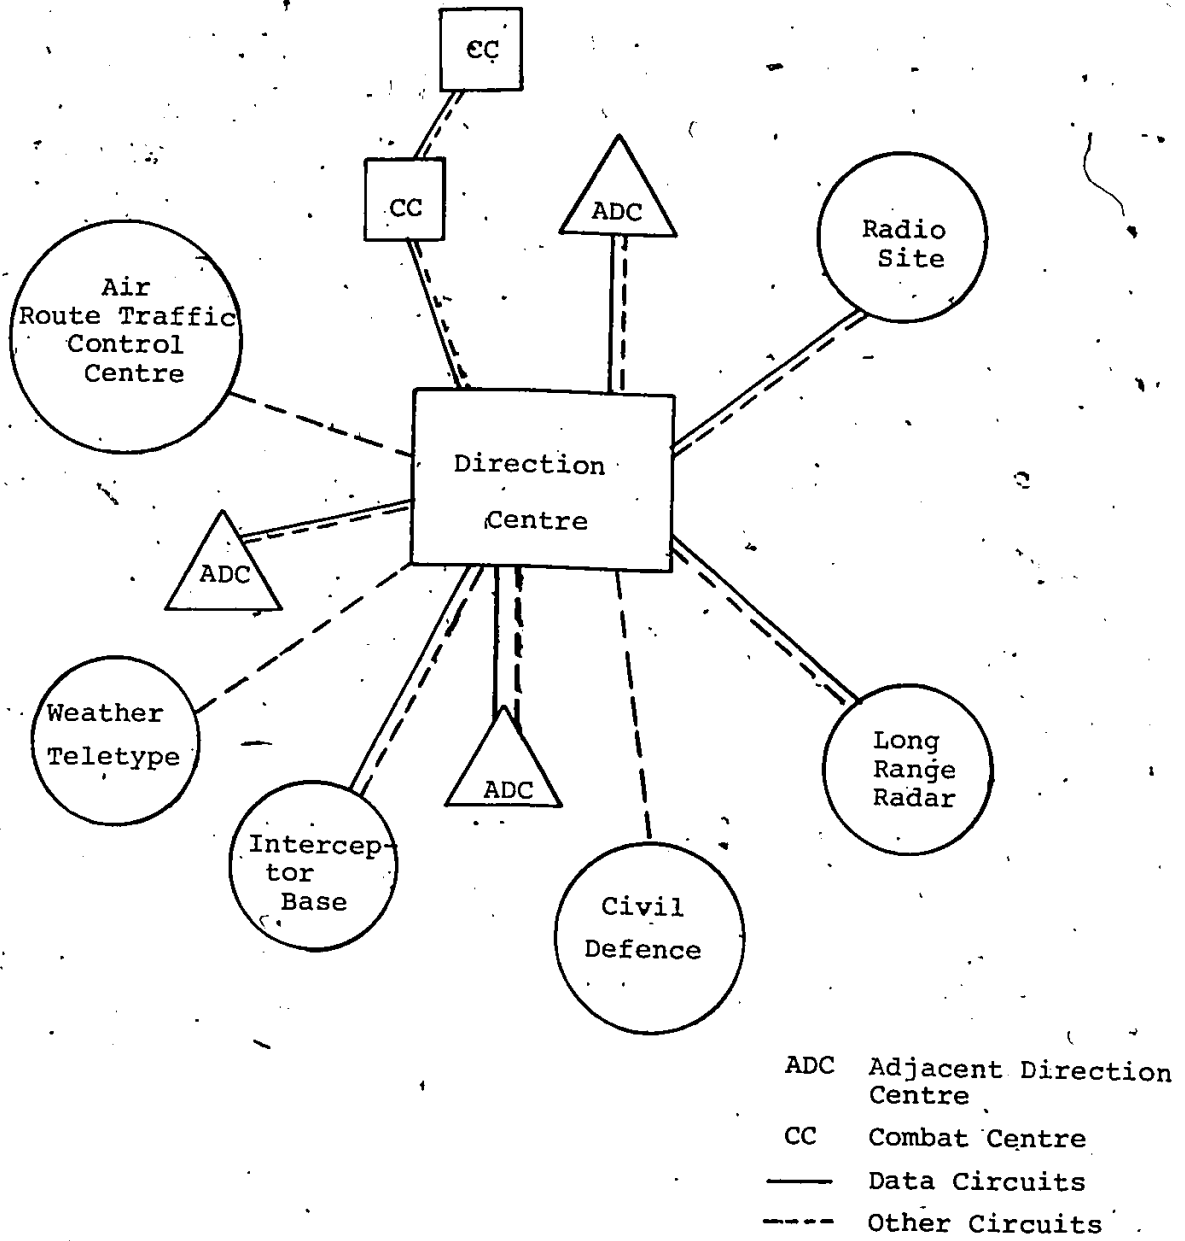 CC
CC
ADC
Radio
Site
Air
Route Traffic
Control
Centre
Direction
Centre
ADC
Weather
Teletype
Intercep-
tor
Base
ADC
Civil
Defence
Long
Range
Radar
ADC Adjacent Direction
Centre
CC Combat Centre
Data Circuits
Other Circuits